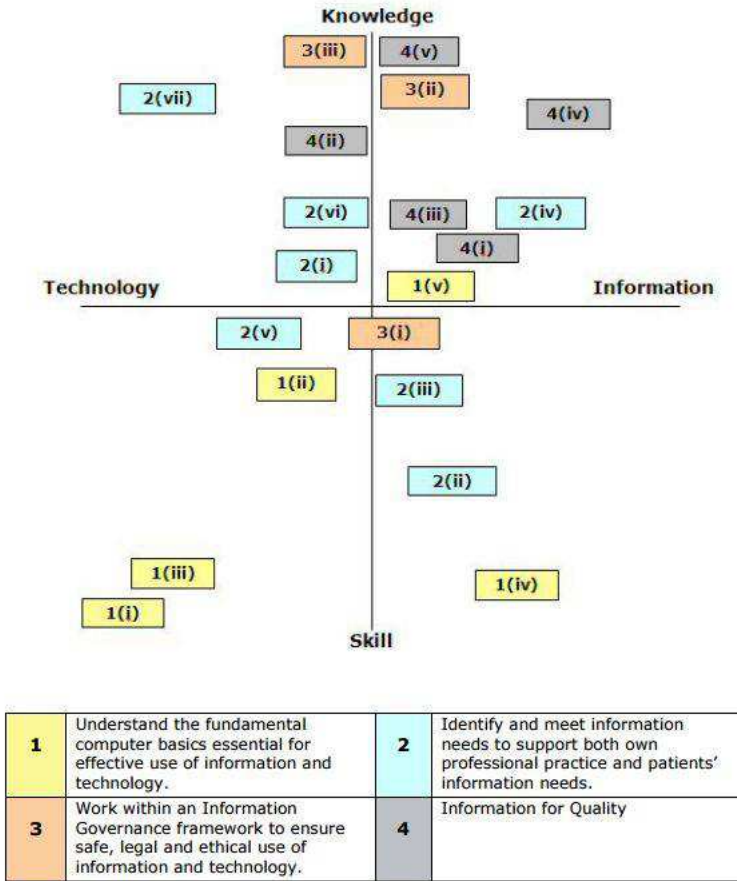 Knowledge
3(iii)
4(v)
3(ii)
2(vii)
4(iv)
4(ii)
2(vi)
4(iii)
2(iv)
4(i)
2(i)
1(v)
Technology
Information
2(v)
3(i)
1(ii)
2(iii)
2(ii)
1(iii)
1(iv)
1(i)
Skill
1
Understand the fundamental
computer basics essential for
effective use of information and
technology.
2
Identify and meet information
needs to support both own
professional practice and patients’
information needs.
3
Work within an Information
Governance framework to ensure
safe, legal and ethical use of
information and technology.
4
Information for Quality